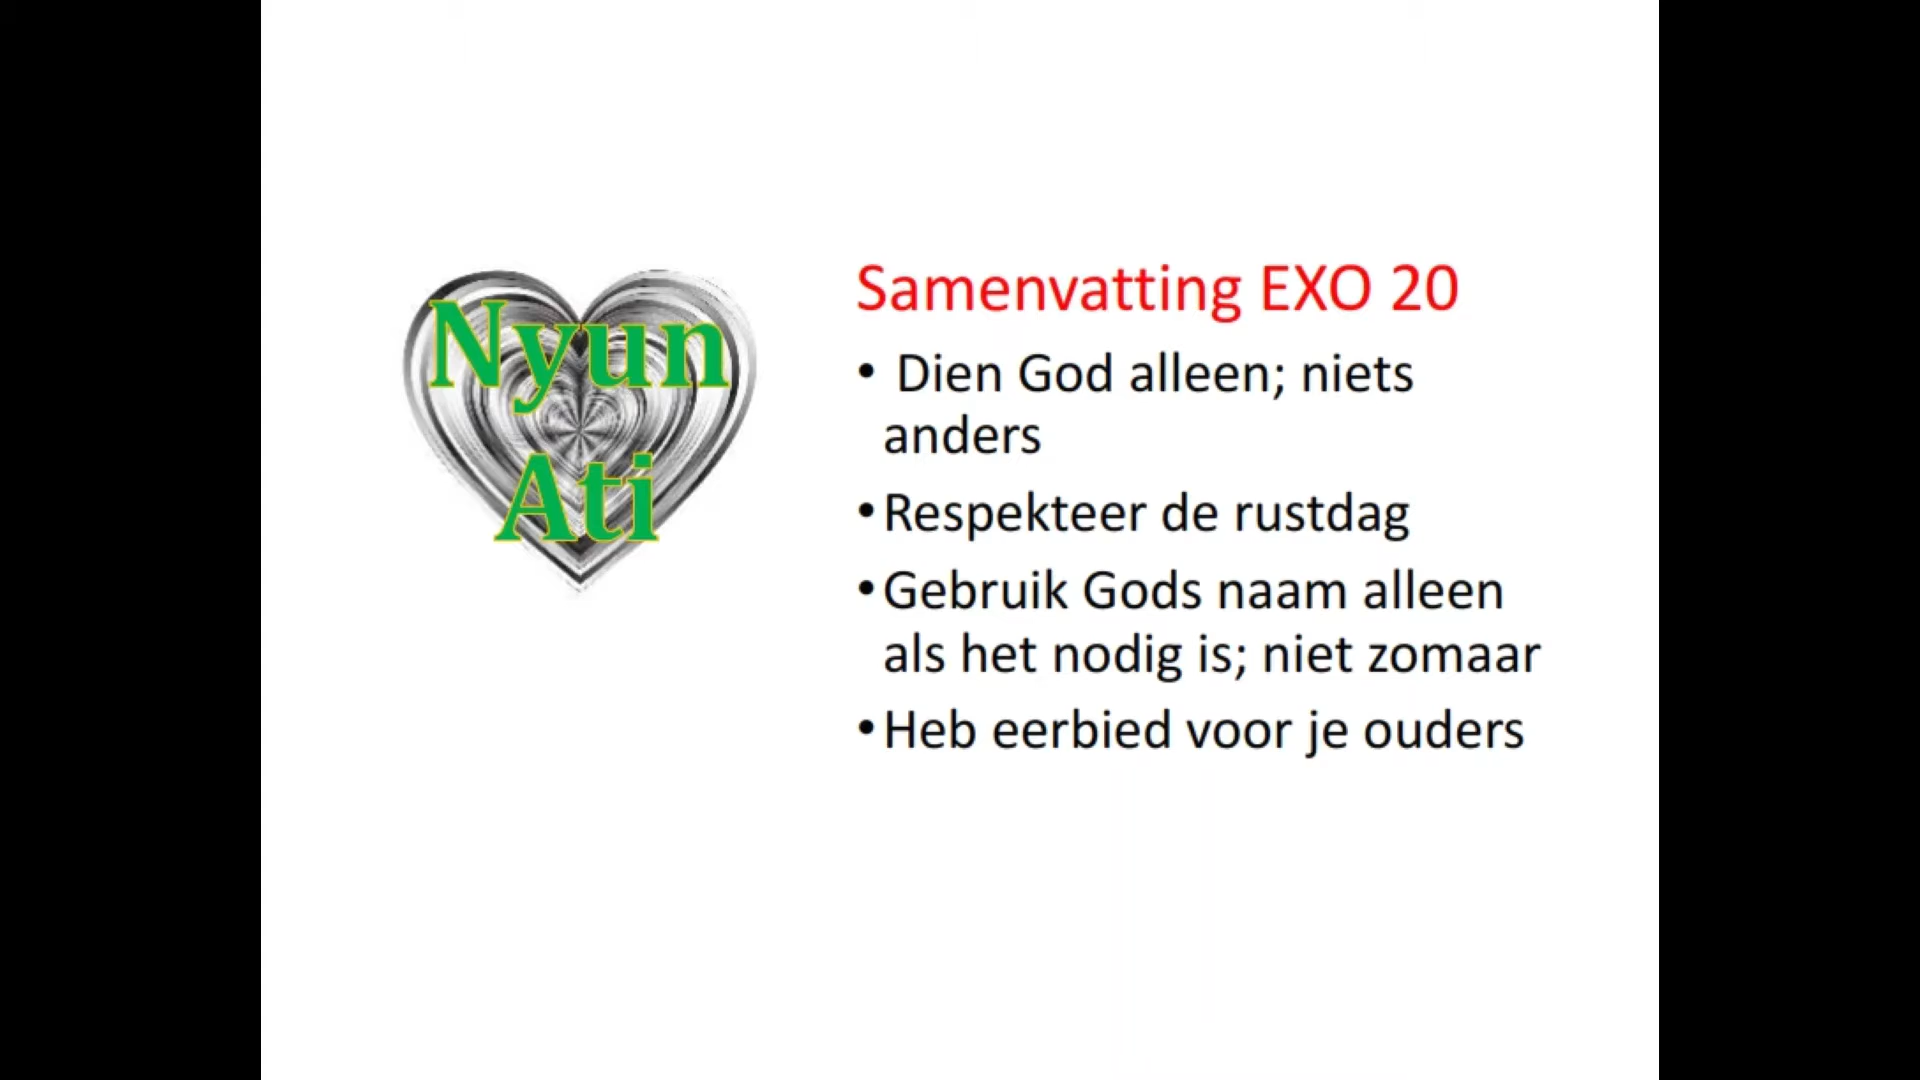 Nyun
Ati
Samenvatting EXO 20
• Dien God alleen; niets
anders
• Respekteer de rustdag
• Gebruik Gods naam alleen
als het nodig is; niet zomaar
• Heb eerbied voor je ouders